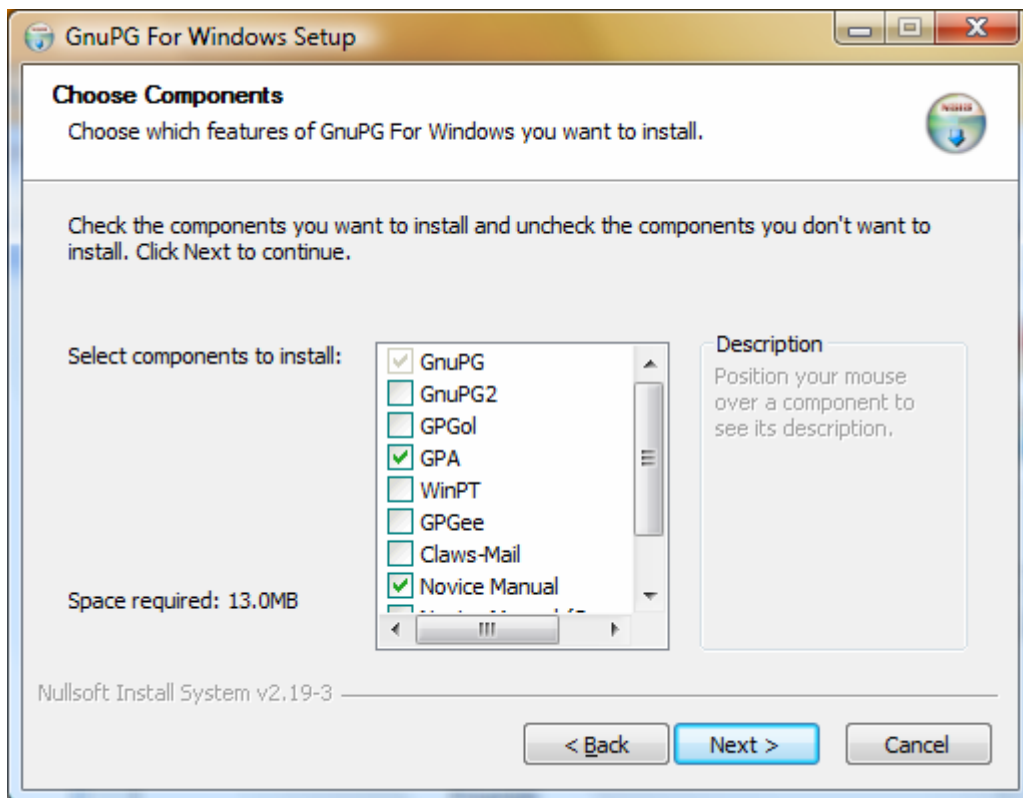 GnuPG For Windows Setup
Choose Components
Choose which features of GnuPG For Windows you want to install.
Check the components you want to install and uncheck the components you don't want to
install. Click Next to continue.
Select components to install:
GnuPG
GnuPG2
GPGol
GPA
WinPT
GPGee
Claws-Mail
Novice Manual
Description
Position your mouse
over a component to
see its description.
Space required: 13.0MB
Nullsoft Install System v2.19-3
< Back
Next >
Cancel